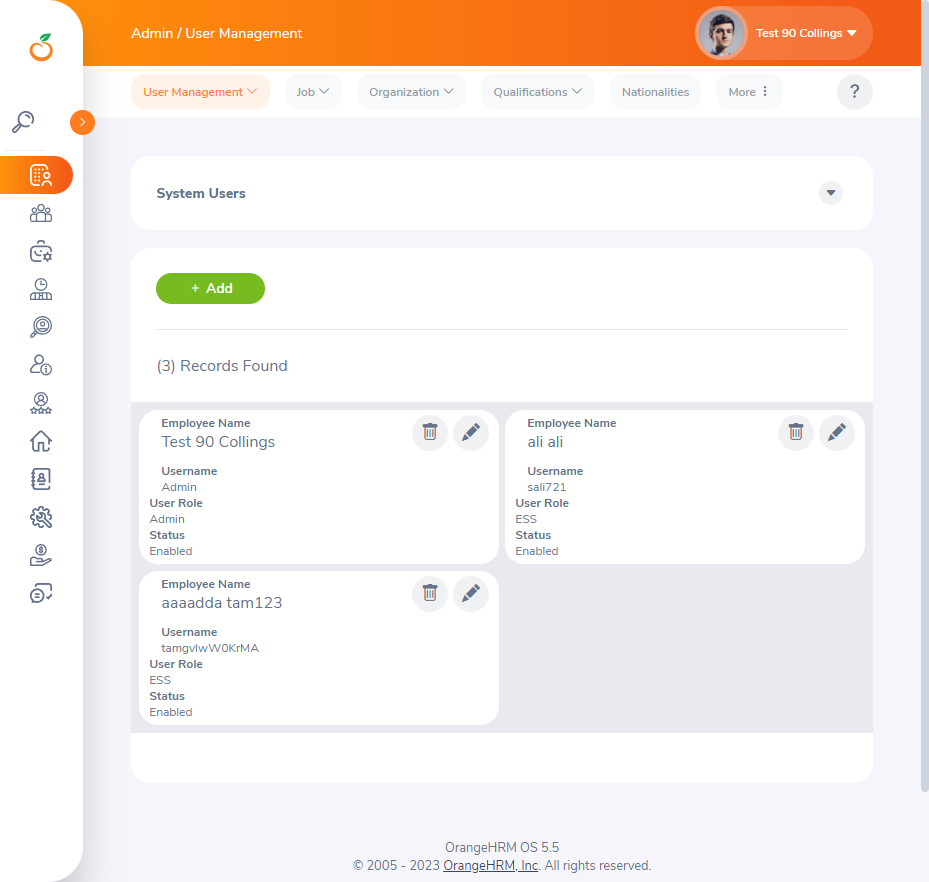 Admin / User Management
Test 90 Collings
User Management
Job
Organization
Qualifications
Nationalities
More
?
System Users
+ Add
(3) Records Found
Employee Name
Test 90 Collings
Username
Admin
User Role
Admin
Status
Enabled
Employee Name
ali ali
Username
sali721
User Role
ESS
Status
Enabled
Employee Name
aaaadda tam123
Username
tamgvlwW0KrMA
User Role
ESS
Status
Enabled
OrangeHRM OS 5.5
© 2005 - 2023 OrangeHRM, Inc. All rights reserved.